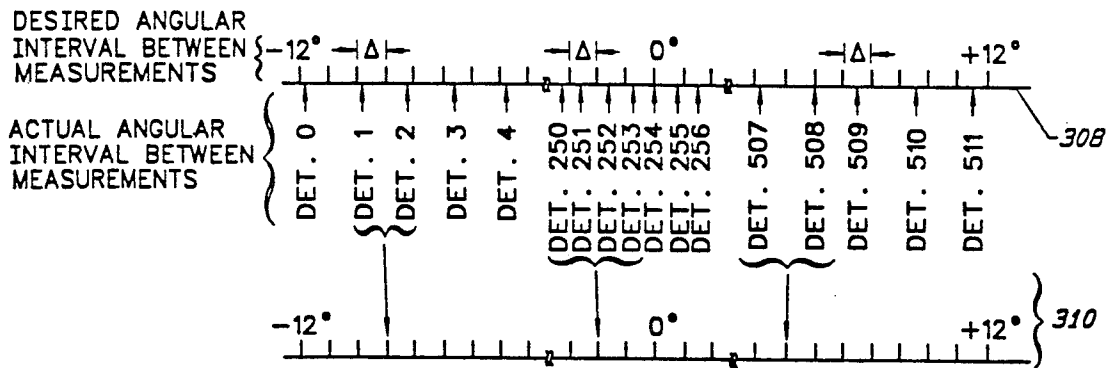 DESIRED ANGULAR
INTERVAL BETWEEN
MEASUREMENTS
-12° Δ Δ 0° Δ +12°
ACTUAL ANGULAR
INTERVAL BETWEEN
MEASUREMENTS
DET. 0
DET. 1
DET. 2
DET. 3
DET. 4
DET. 250
DET. 251
DET. 252
DET. 253
DET. 254
DET. 255
DET. 256
DET. 507
DET. 508
DET. 509
DET. 510
DET. 511
308
-12° 0° +12°
310